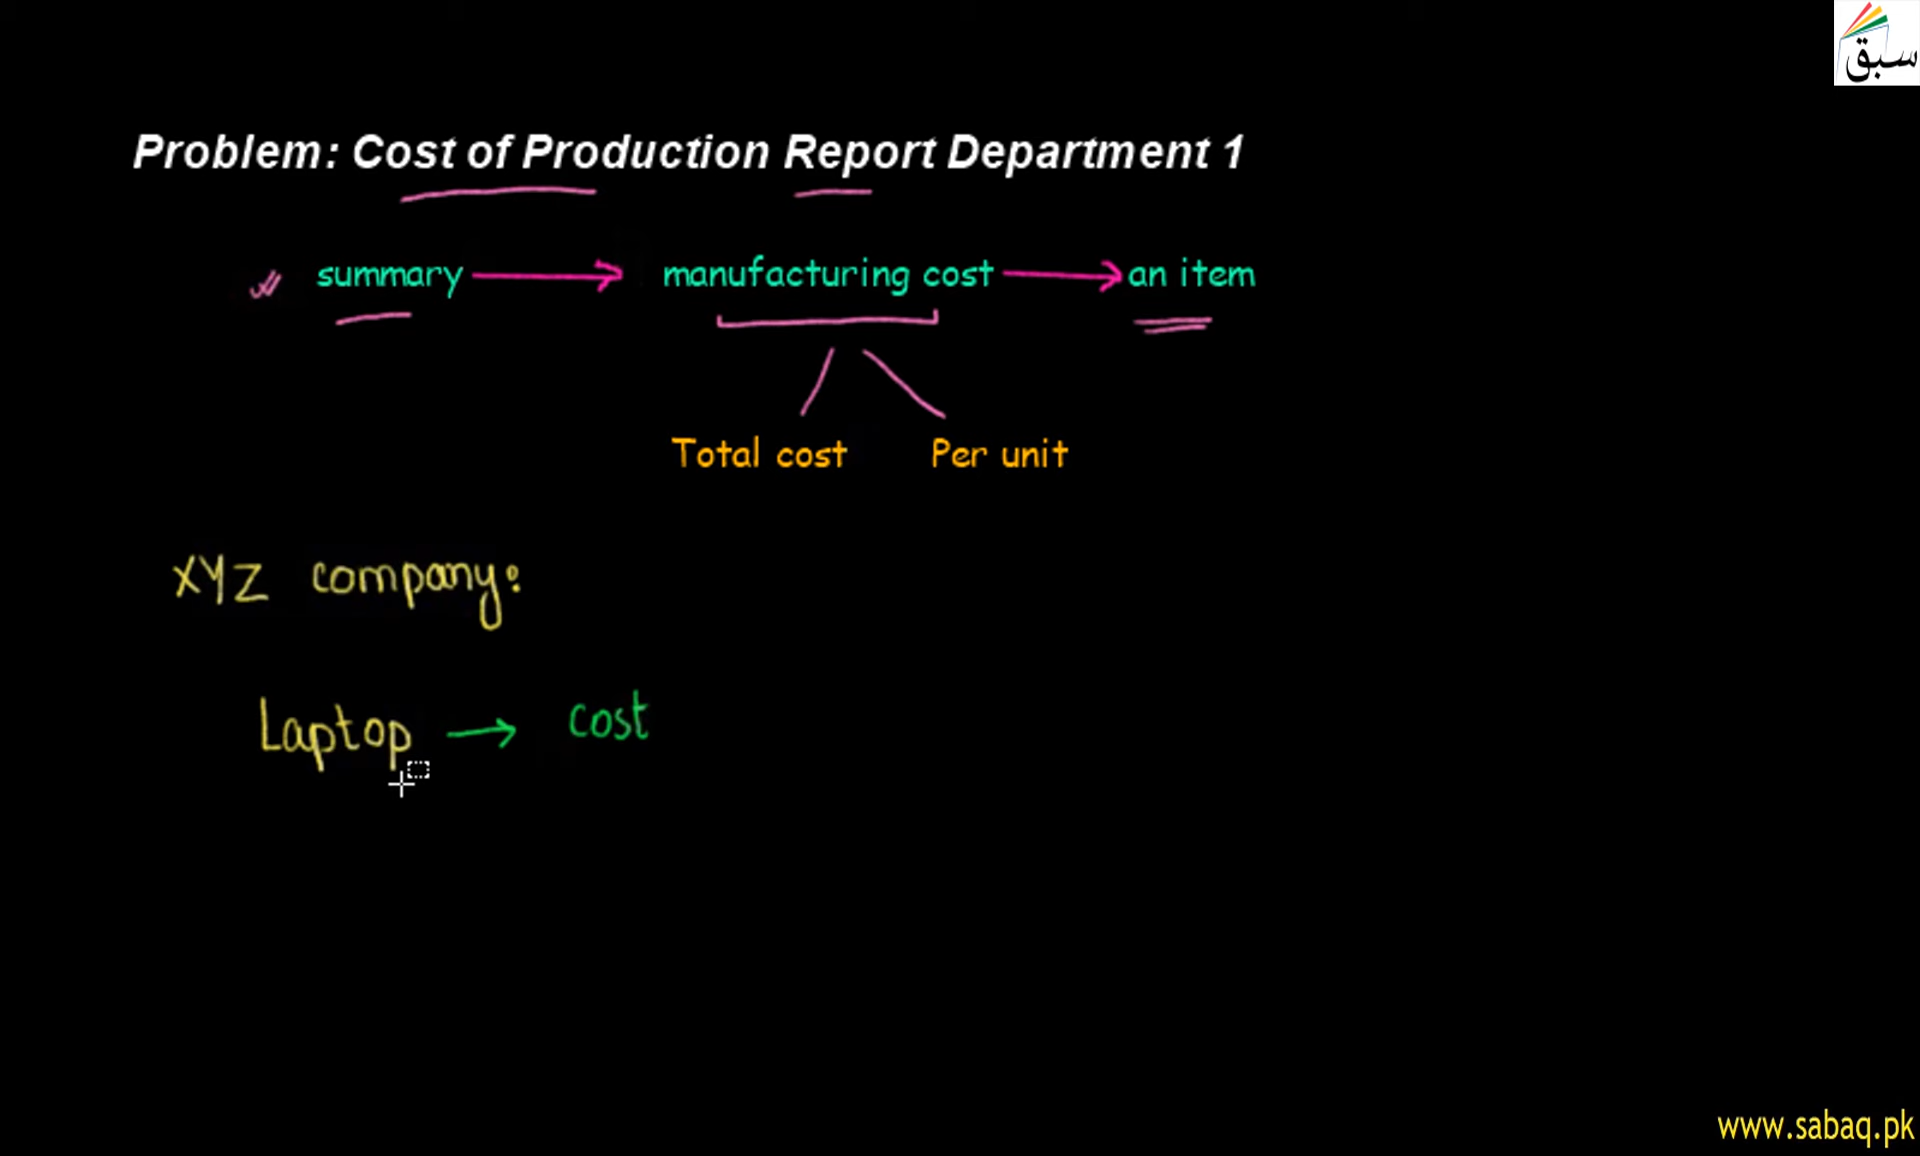 سبق
Problem: Cost of Production Report Department 1
summary → manufacturing cost → an item
Total cost Per unit
XYZ company:
Laptop → cost
www.sabaq.pk